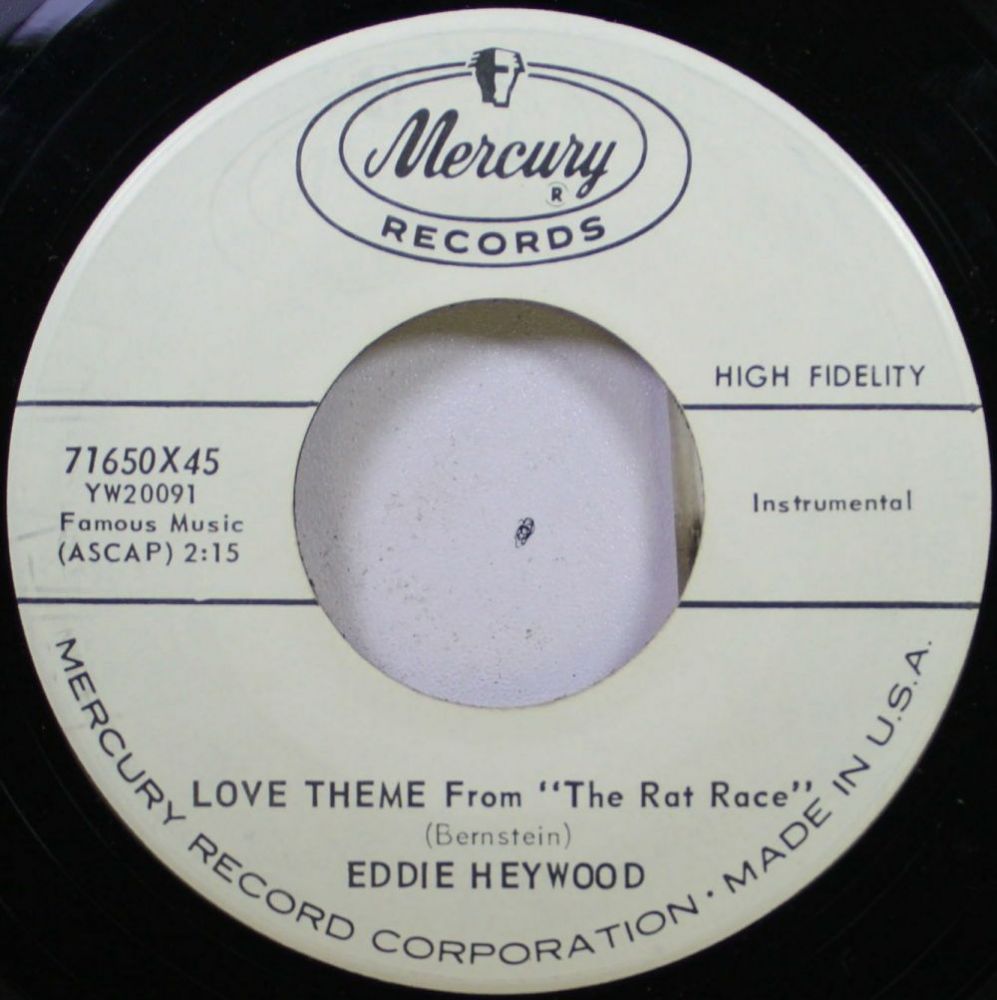 Mercury
R
RECORDS
HIGH FIDELITY
71650X45
YW20091
Famous Music
(ASCAP) 2:15
Instrumental
LOVE THEME From "The Rat Race"
(Bernstein)
EDDIE HEYWOOD
MERCURY RECORD CORPORATION · MADE IN U.S.A.